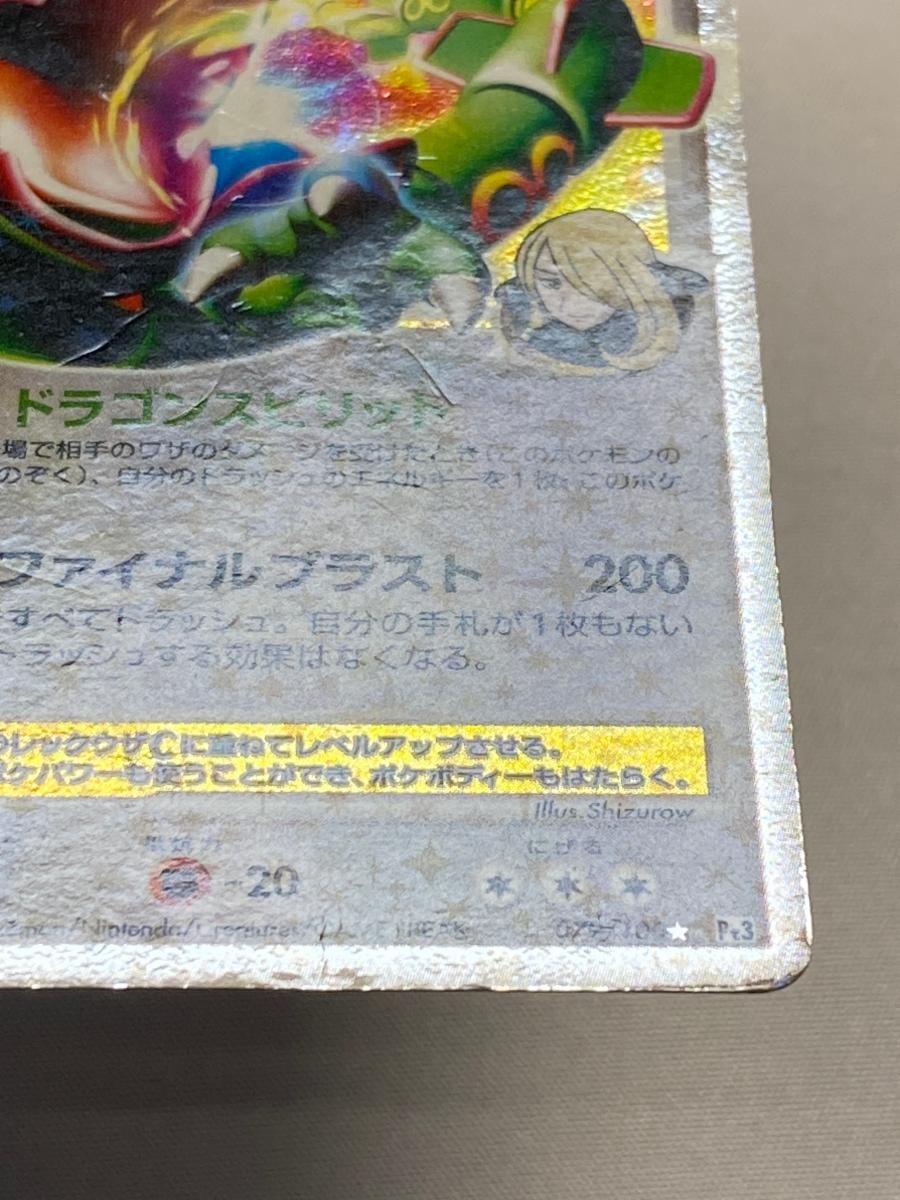 ドラゴンスピリット
場で相手のワザのダメージを受けたとき（このポケモンの
のぞく）、自分のトラッシュのエネルギーを1枚、このポケ
ファイナルブラスト 200
すべてトラッシュ。自分の手札が1枚もない
トラッシュする効果はなくなる。
レックウザCに重ねてレベルアップさせる。
ポケパワーも使うことができ、ポケボディーもはたらく。
Illus. Shizurow
抵抗力 にげる
-20
Nintendo/Creatures
Pt3